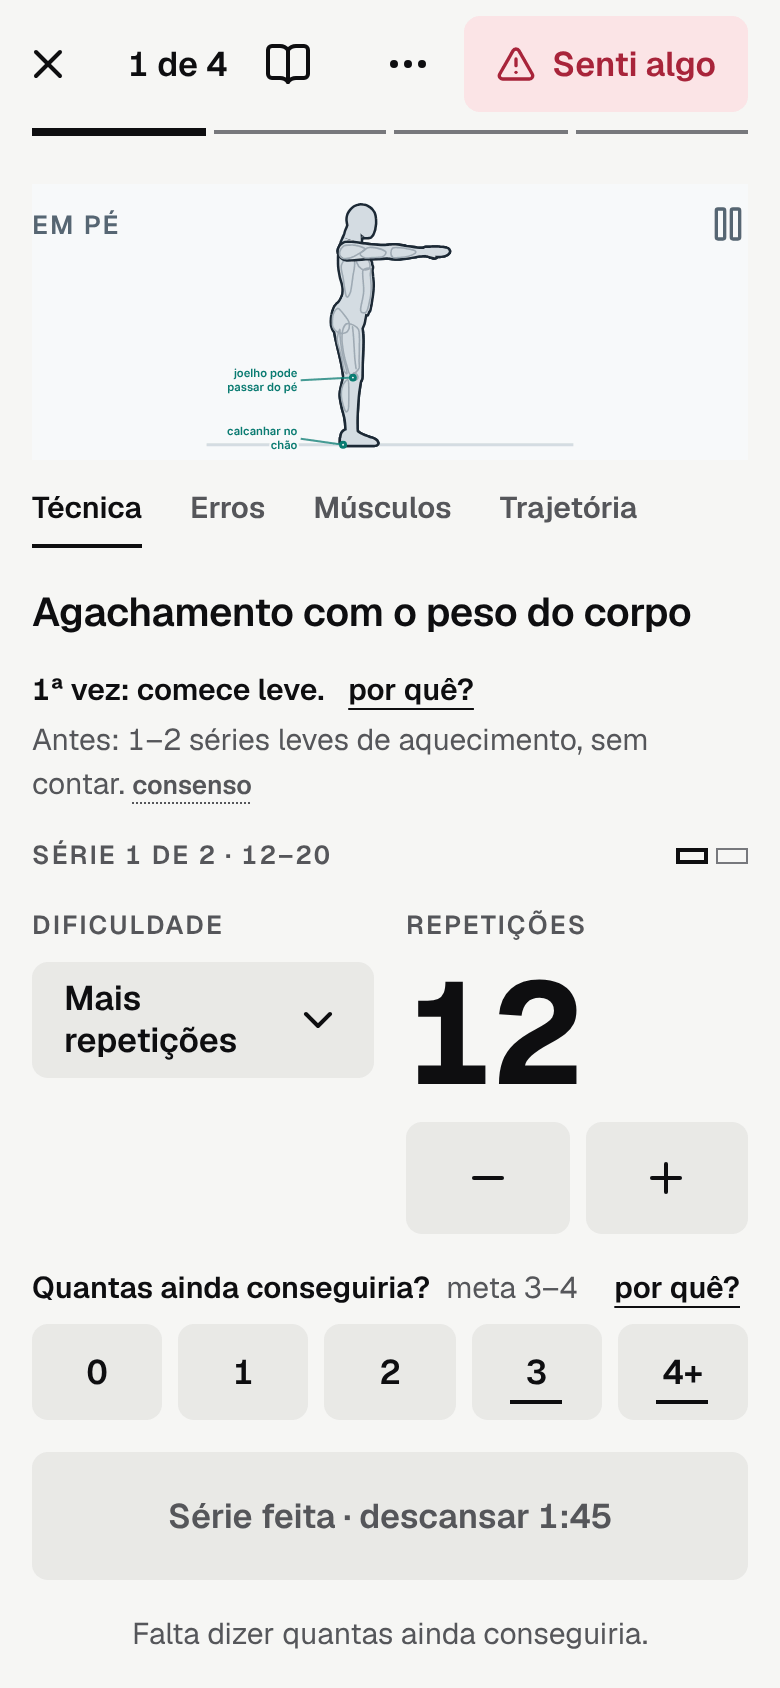 1 de 4
Senti algo
EM PÉ
joelho pode
passar do pé
calcanhar no
chão
Técnica Erros Músculos Trajetória
Agachamento com o peso do corpo
1ª vez: comece leve. por quê?
Antes: 1–2 séries leves de aquecimento, sem
contar. consenso
SÉRIE 1 DE 2 · 12–20
DIFICULDADE
Mais
repetições
REPETIÇÕES
12
Quantas ainda conseguiria? meta 3–4 por quê?
0 1 2 3 4+
Série feita · descansar 1:45
Falta dizer quantas ainda conseguiria.